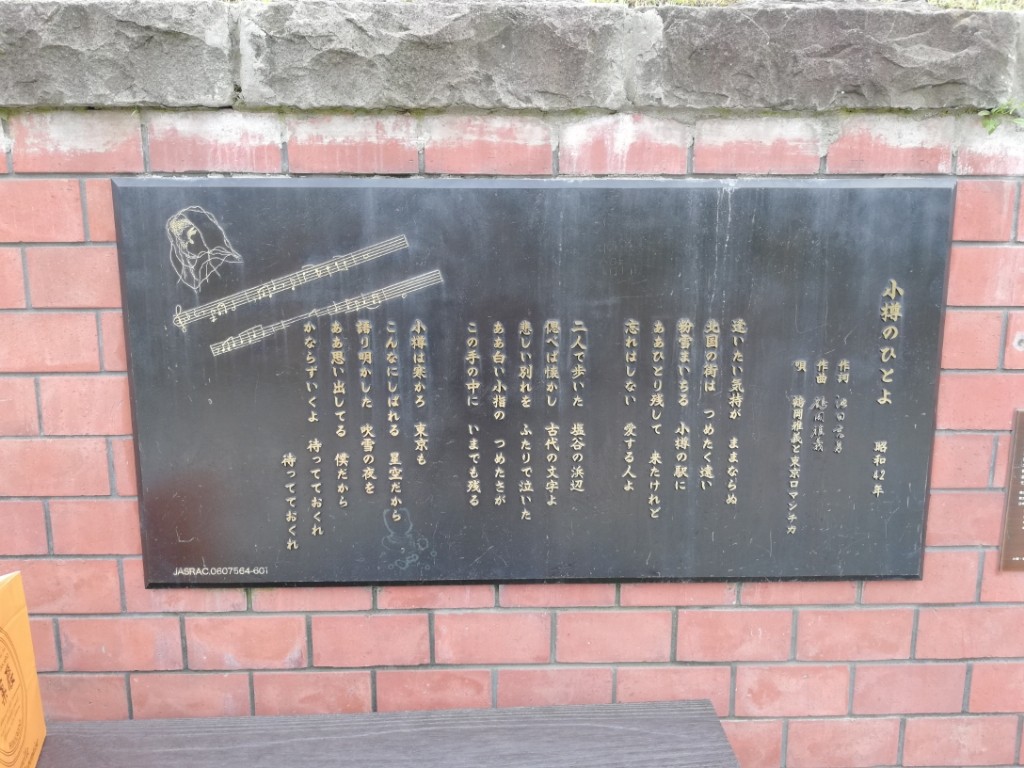 小樽のひとよ 昭和42年
作詞 池田充男
作曲 鶴岡雅義
唄 鶴岡雅義と東京ロマンチカ
逢いたい気持が ままならぬ
北国の街は つめたく遠い
粉雪まいちる 小樽の駅に
ああひとり残して 来たけれど
忘れはしない 愛する人よ
二人で歩いた 塩谷の浜辺
偲べば懐かし 古代の文字よ
悲しい別れを ふたりで泣いた
ああ白い小指の つめたさが
この手の中に いまでも残る
小樽は寒かろ 東京も
こんなにしばれる 星空だから
語り明かした 吹雪の夜を
ああ思い出してる 僕だから
かならずいくよ 待ってておくれ
待ってておくれ
JASRAC.0607564-601